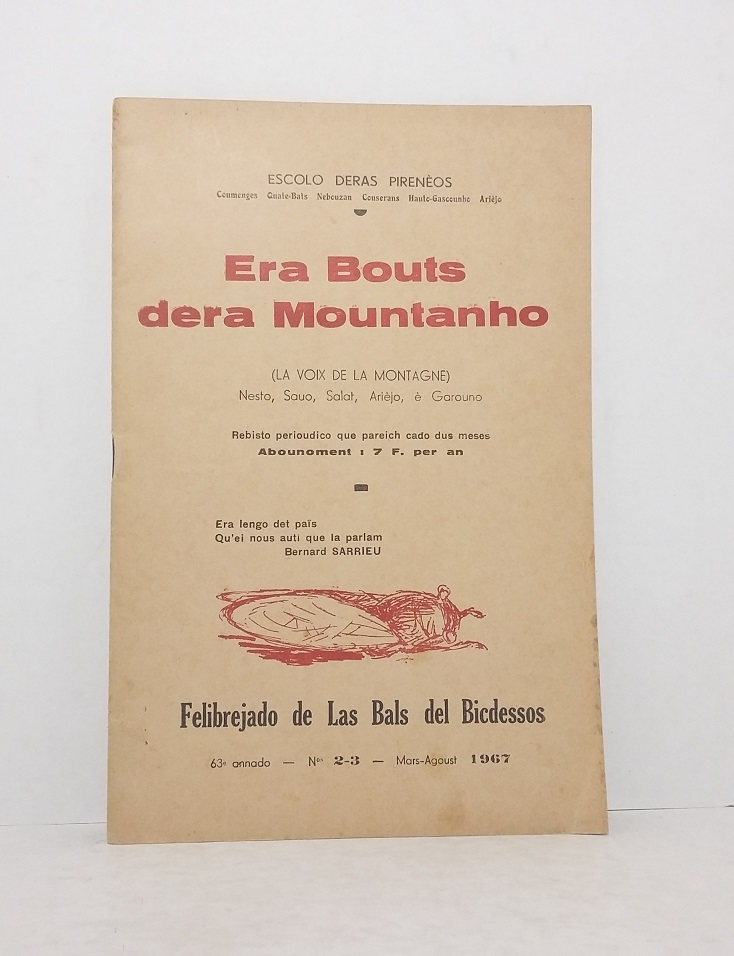 ESCOLO DERAS PIRENÈOS
Coumenges Quate-Bats Nebouzan Couserans Hauto-Gascounho Arièjo
Era Bouts
dera Mountanho
(LA VOIX DE LA MONTAGNE)
Nesto, Sauo, Salat, Arièjo, è Garouno
Rebisto perioudico que pareich cado dus meses
Abounoment : 7 F. per an
Era lengo det païs
Qu'ei nous auti que la parlam
Bernard SARRIEU
Felibrejado de Las Bals del Bicdessos
63ᵉ annado — Nᵒˢ 2-3 — Mars-Agoust 1967